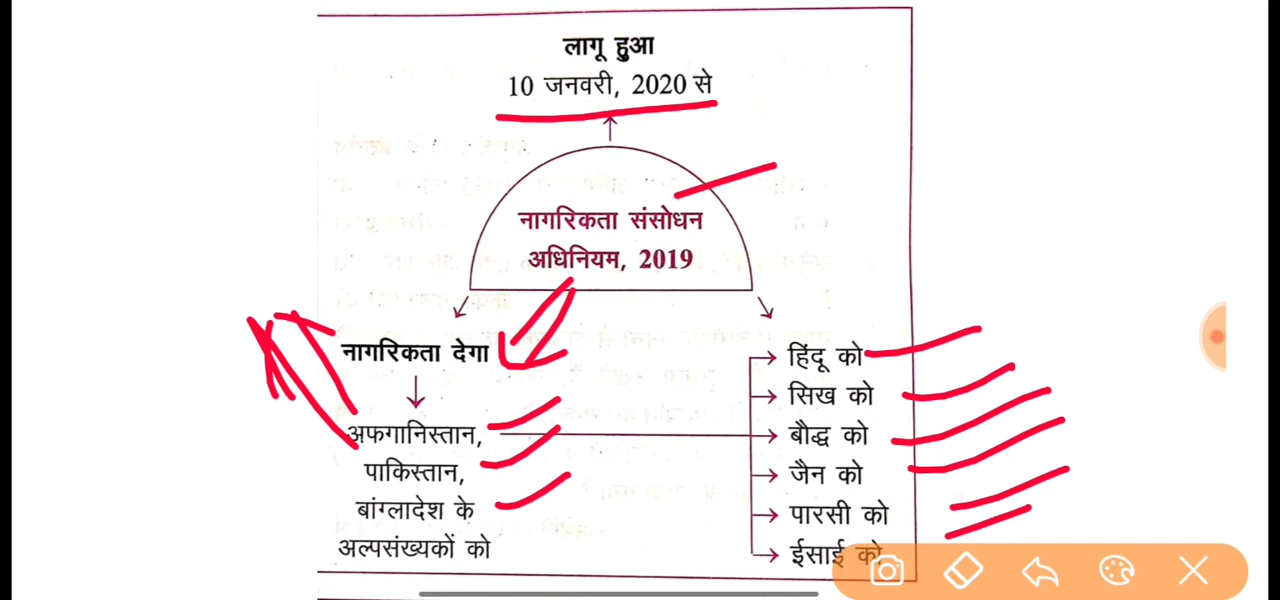 लागू हुआ
10 जनवरी, 2020 से
नागरिकता संसोधन
अधिनियम, 2019
नागरिकता देगा
अफगानिस्तान,
पाकिस्तान,
बांग्लादेश के
अल्पसंख्यकों को
हिंदू को
सिख को
बौद्ध को
जैन को
पारसी को
ईसाई को